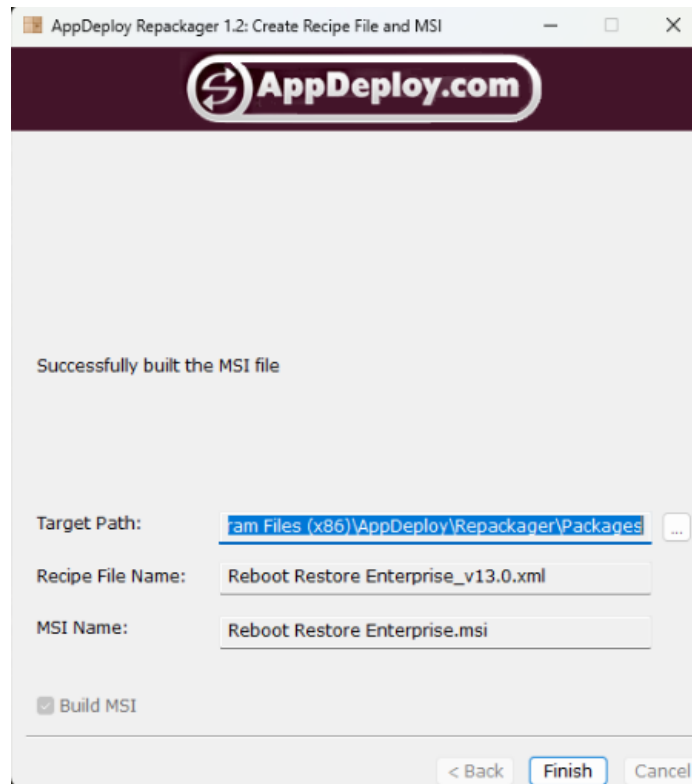 AppDeploy Repackager 1.2: Create Recipe File and MSI
AppDeploy.com
Successfully built the MSI file
Target Path: ram Files (x86)\AppDeploy\Repackager\Packages ...
Recipe File Name: Reboot Restore Enterprise_v13.0.xml
MSI Name: Reboot Restore Enterprise.msi
Build MSI
< Back Finish Cancel